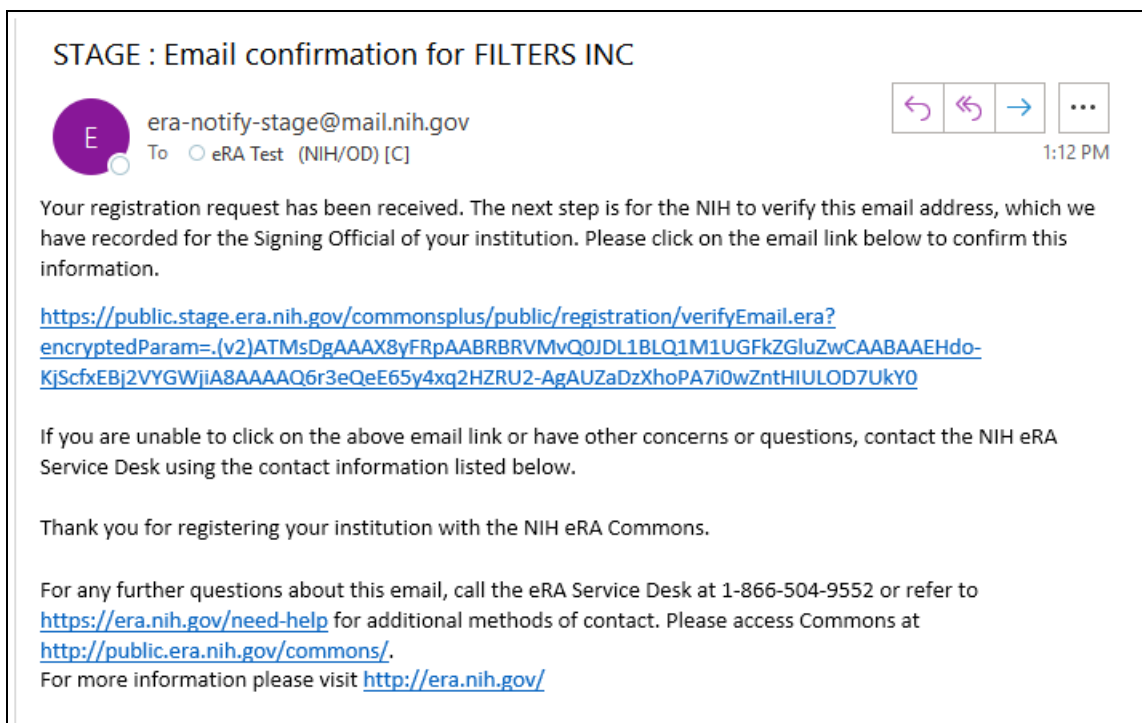 STAGE : Email confirmation for FILTERS INC
E
era-notify-stage@mail.nih.gov
To eRA Test (NIH/OD) [C]
1:12 PM
Your registration request has been received. The next step is for the NIH to verify this email address, which we
have recorded for the Signing Official of your institution. Please click on the email link below to confirm this
information.
https://public.stage.era.nih.gov/commonsplus/public/registration/verifyEmail.era?
encryptedParam=.(v2)ATMsDgAAAX8yFRpAABRBRVMvQ0JDL1BLQ1M1UGFkZGluZwCAABAAEHdo-
KjScfxEBj2VYGWjiA8AAAAQ6r3eQeE65y4xq2HZRU2-AgAUZaDzXhoPA7i0wZntHIULOD7UkY0
If you are unable to click on the above email link or have other concerns or questions, contact the NIH eRA
Service Desk using the contact information listed below.
Thank you for registering your institution with the NIH eRA Commons.
For any further questions about this email, call the eRA Service Desk at 1-866-504-9552 or refer to
https://era.nih.gov/need-help for additional methods of contact. Please access Commons at
http://public.era.nih.gov/commons/.
For more information please visit http://era.nih.gov/